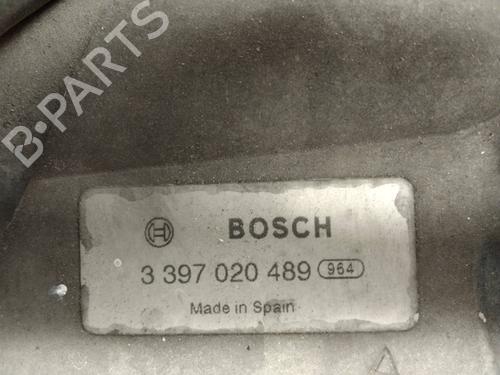 B-PARTS
BOSCH
3 397 020 489 964
Made in Spain